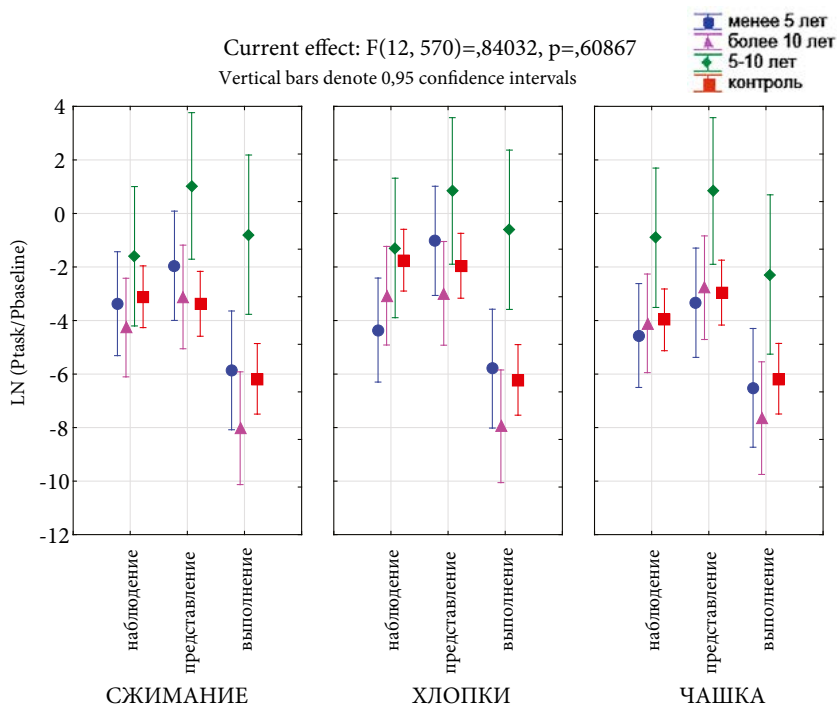 менее 5 лет
более 10 лет
5-10 лет
контроль
Current effect: F(12, 570)=,84032, p=,60867
Vertical bars denote 0,95 confidence intervals
LN (Ptask/Pbaseline)
4
2
0
-2
-4
-6
-8
-10
-12
наблюдение
представление
выполнение
наблюдение
представление
выполнение
наблюдение
представление
выполнение
СЖИМАНИЕ ХЛОПКИ ЧАШКА